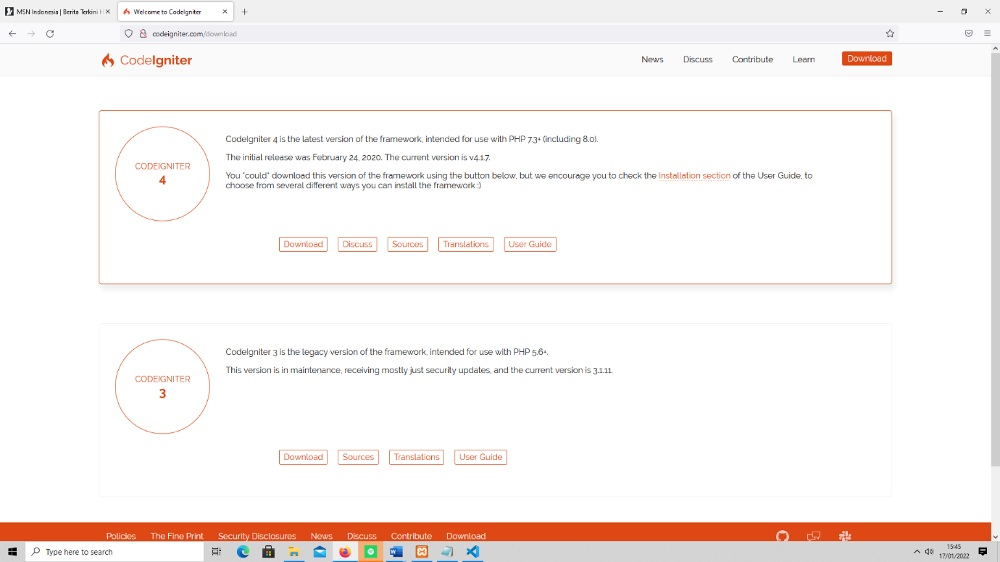 MSN Indonesia | Berita Terkini H
Welcome to CodeIgniter
codeigniter.com/download
CodeIgniter
News
Discuss
Contribute
Learn
Download
CODEIGNITER
4
CodeIgniter 4 is the latest version of the framework, intended for use with PHP 7.3+ (including 8.0).
The initial release was February 24, 2020. The current version is v4.1.7.
You *could* download this version of the framework using the button below, but we encourage you to check the Installation section of the User Guide, to
choose from several different ways you can install the framework :)
Download
Discuss
Sources
Translations
User Guide
CODEIGNITER
3
CodeIgniter 3 is the legacy version of the framework, intended for use with PHP 5.6+.
This version is in maintenance, receiving mostly just security updates, and the current version is 3.1.11.
Download
Sources
Translations
User Guide
Policies
The Fine Print
Security Disclosures
News
Discuss
Contribute
Download
Type here to search
15:45
17/01/2022